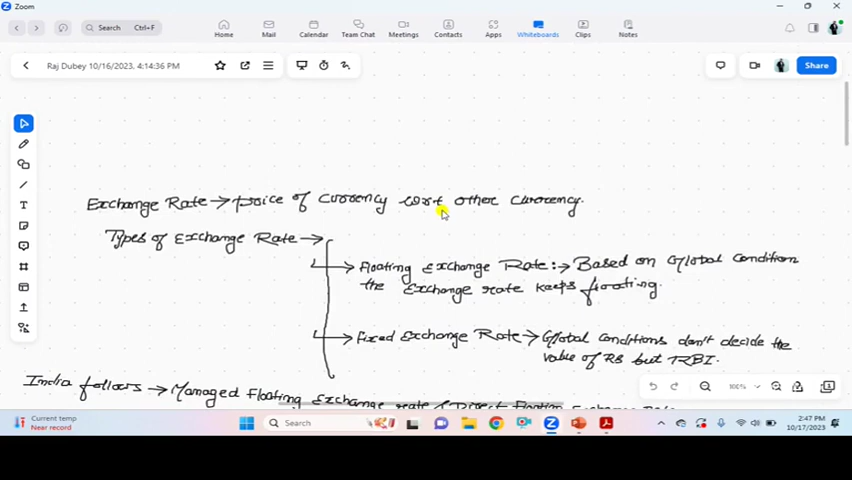 Zoom
Search Ctrl+F
Home Mail Calendar Team Chat Meetings Contacts Apps Whiteboards Clips Notes
Raj Dubey 10/16/2023, 4:14:36 PM
Share
Exchange Rate → price of currency wrt other currency.
Types of Exchange Rate →
→ floating Exchange Rate :→ Based on Global Condition
the Exchange rate keeps floating.
→ fixed Exchange Rate → Global conditions don't decide the
value of RS but RBI.
India follows → Managed Floating Exchange rate
100%
Current temp
Near record
Search
2:47 PM
10/17/2023